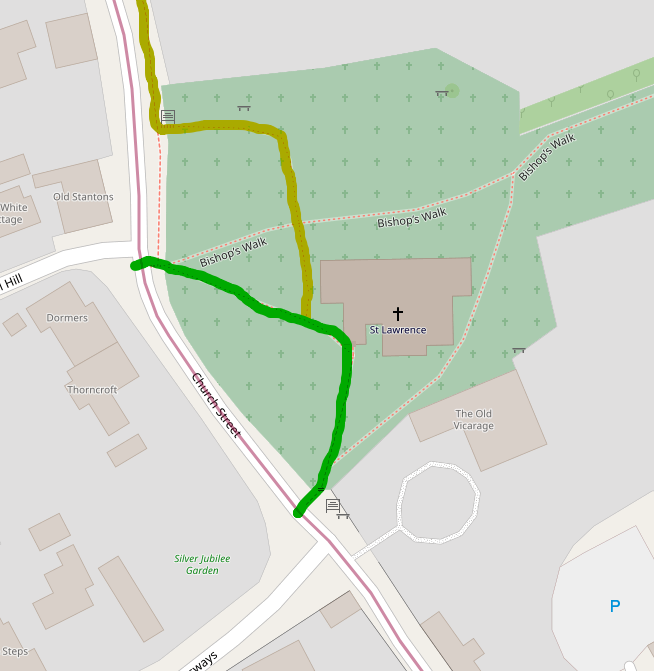 Old Stantons
White
ttage
Bishop's Walk
Bishop's Walk
Bishop's Walk
Hill
Dormers
St Lawrence
Thorncroft
Church Street
The Old
Vicarage
Silver Jubilee
Garden
P
Steps
sways